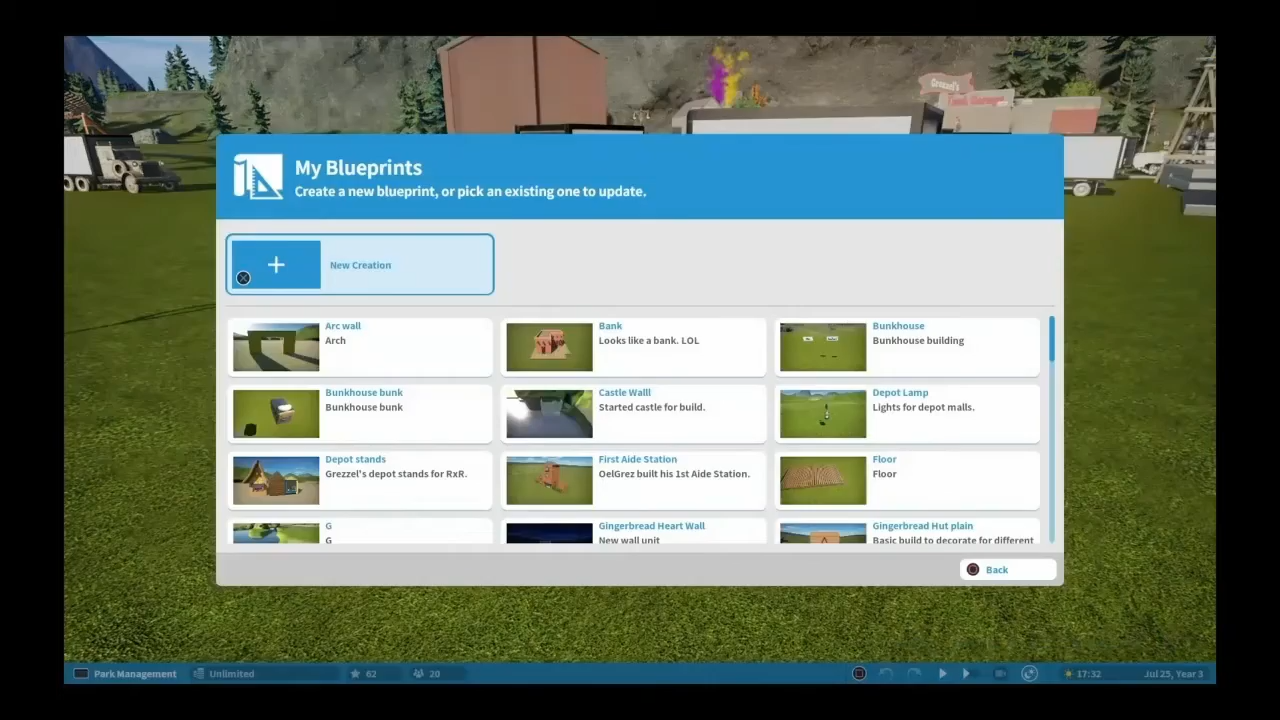 Grezzel's
My Blueprints
Create a new blueprint, or pick an existing one to update.
New Creation
Arc wall
Arch
Bank
Looks like a bank. LOL
Bunkhouse
Bunkhouse building
Bunkhouse bunk
Bunkhouse bunk
Castle Walll
Started castle for build.
Depot Lamp
Lights for depot malls.
Depot stands
Grezzel's depot stands for RxR.
First Aide Station
OelGrez built his 1st Aide Station.
Floor
Floor
G
G
Gingerbread Heart Wall
New wall unit
Gingerbread Hut plain
Basic build to decorate for different
Back
Park Management
Unlimited
62
20
17:32
Jul 25, Year 3